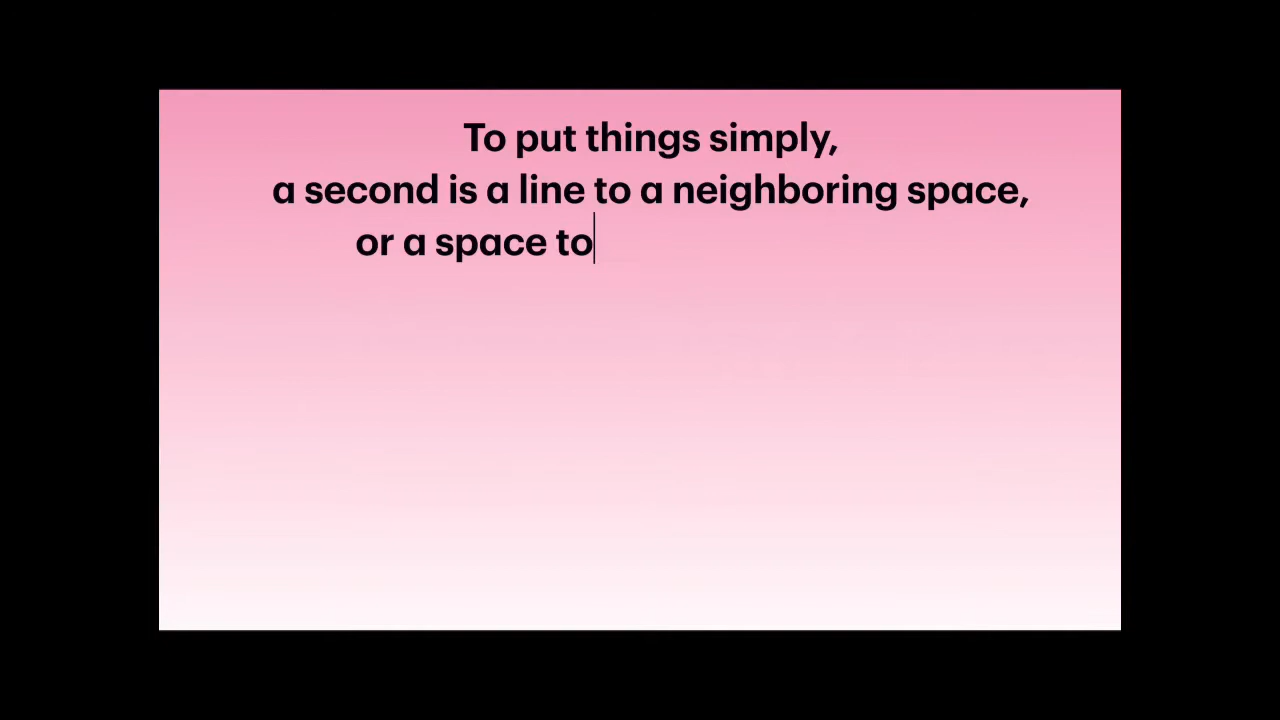 To put things simply,
a second is a line to a neighboring space,
or a space to